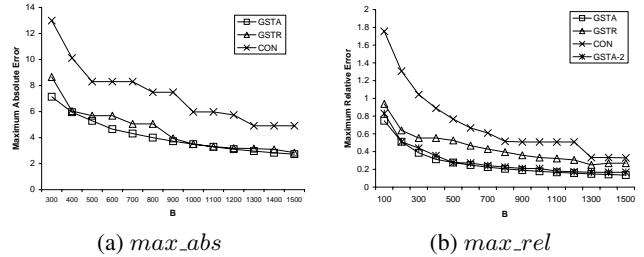 14
12
10
8
6
4
2
0
Maximum Absolute Error
GSTA
GSTR
CON
300 400 500 600 700 800 900 1000 1100 1200 1300 1400 1500
B
(a) max_abs
2
1.8
1.6
1.4
1.2
1
0.8
0.6
0.4
0.2
0
Maximum Relative Error
GSTA
GSTR
CON
GSTA-2
100 300 500 700 900 1100 1300 1500
B
(b) max_rel